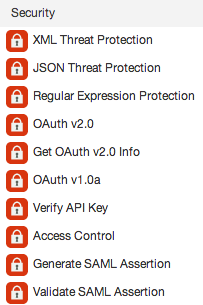 Security
XML Threat Protection
JSON Threat Protection
Regular Expression Protection
OAuth v2.0
Get OAuth v2.0 Info
OAuth v1.0a
Verify API Key
Access Control
Generate SAML Assertion
Validate SAML Assertion